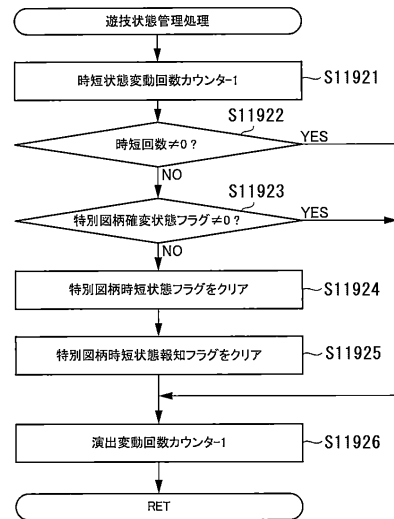 遊技状態管理処理
時短状態変動回数カウンター1
S11921
S11922
時短回数≠0?
YES
NO
S11923
特別図柄確変状態フラグ≠0?
YES
NO
特別図柄時短状態フラグをクリア
S11924
特別図柄時短状態報知フラグをクリア
S11925
演出変動回数カウンター1
S11926
RET